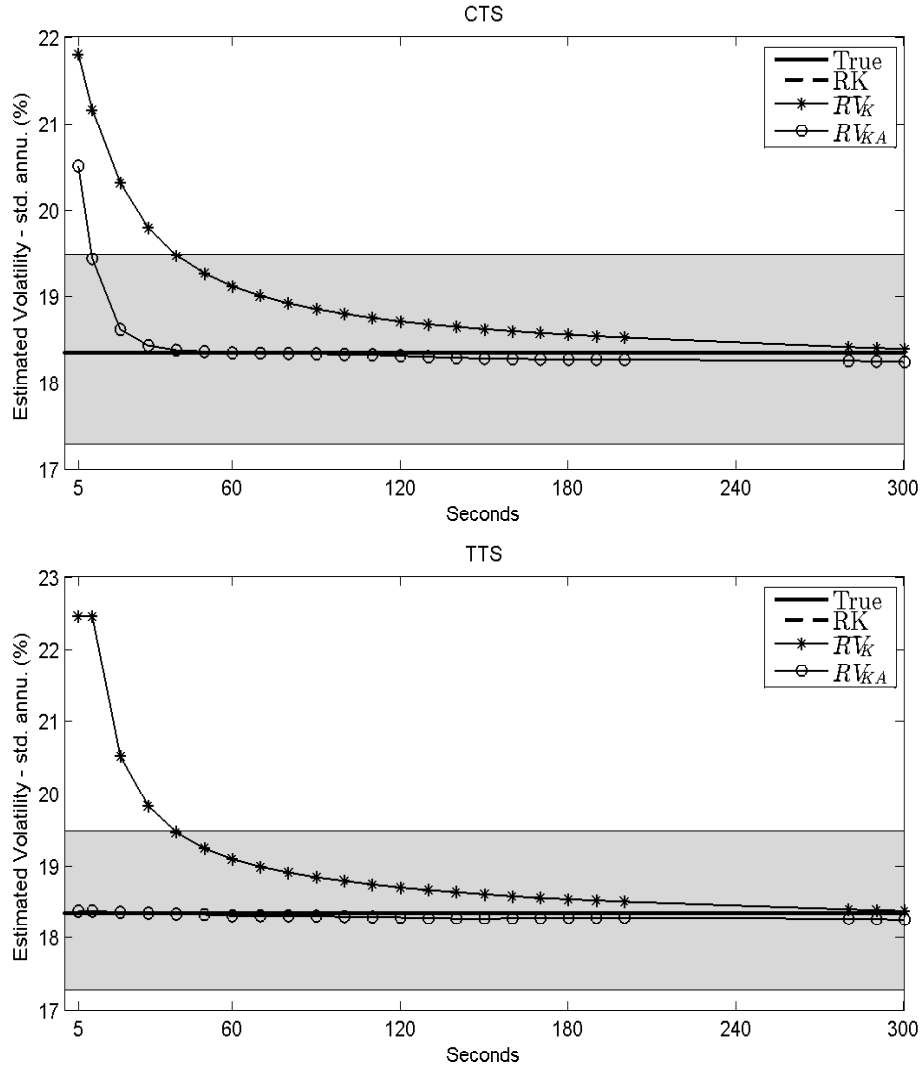 CTS
22
21
20
19
18
17
Estimated Volatility - std. annu. (%)
True
RK
RV_K
RV_KA
5 60 120 180 240 300
Seconds
TTS
23
22
21
20
19
18
17
Estimated Volatility - std. annu. (%)
True
RK
RV_K
RV_KA
5 60 120 180 240 300
Seconds